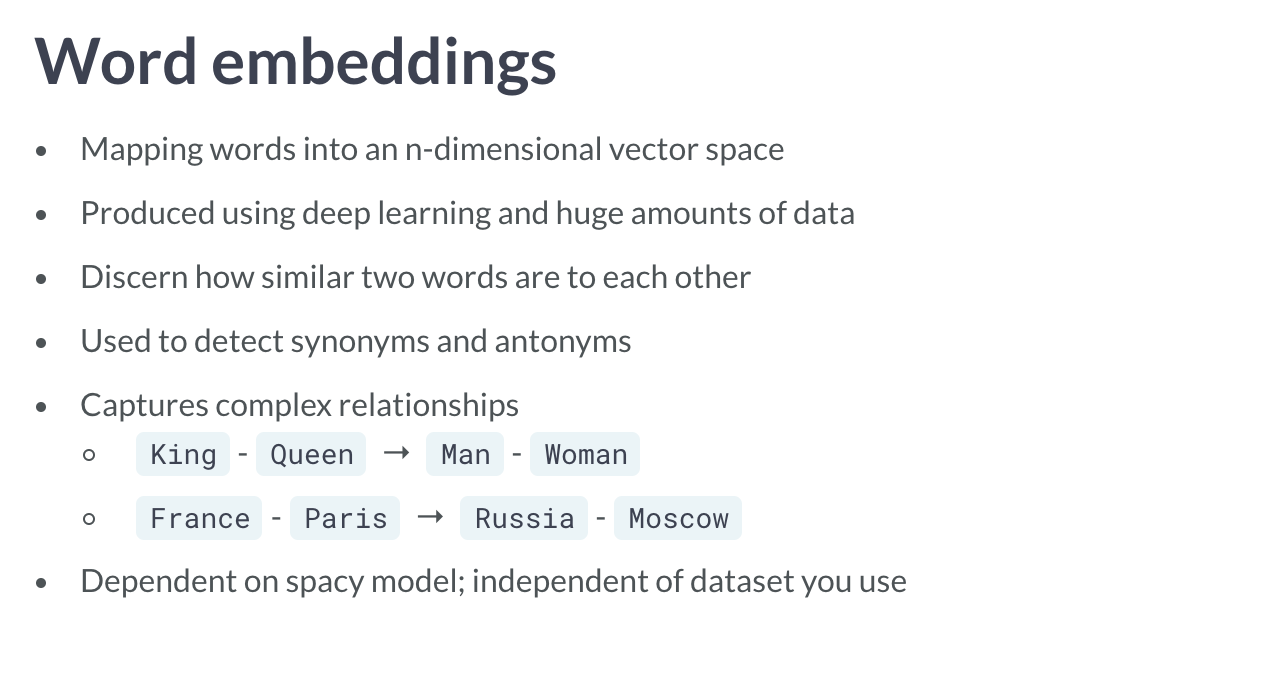 Word embeddings
• Mapping words into an n-dimensional vector space
• Produced using deep learning and huge amounts of data
• Discern how similar two words are to each other
• Used to detect synonyms and antonyms
• Captures complex relationships
○ King - Queen → Man - Woman
○ France - Paris → Russia - Moscow
• Dependent on spacy model; independent of dataset you use